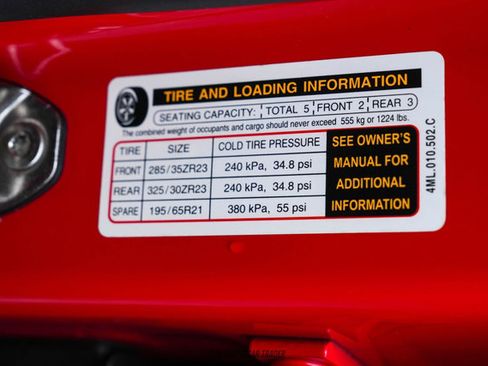 TIRE AND LOADING INFORMATION
SEATING CAPACITY: TOTAL 5 FRONT 2 REAR 3
The combined weight of occupants and cargo should never exceed 555 kg or 1224 lbs.
TIRE SIZE COLD TIRE PRESSURE
FRONT 285/35ZR23 240 kPa, 34.8 psi
REAR 325/30ZR23 240 kPa, 34.8 psi
SPARE 195/65R21 380 kPa, 55 psi
SEE OWNER'S
MANUAL FOR
ADDITIONAL
INFORMATION
4ML.010.502.C